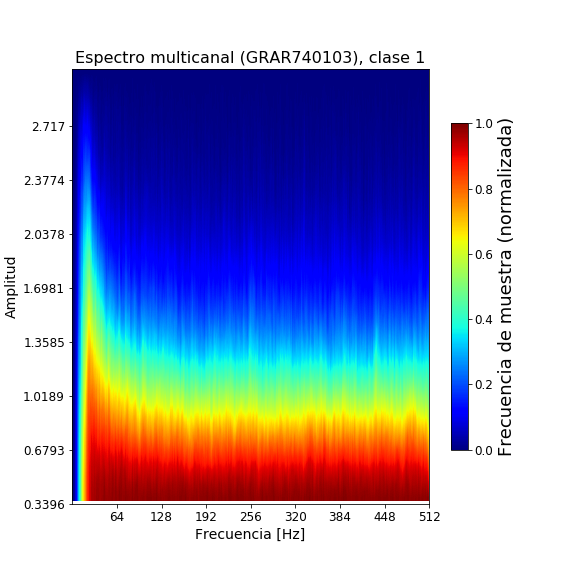 Espectro multicanal (GRAR740103), clase 1
Amplitud
2.717
2.3774
2.0378
1.6981
1.3585
1.0189
0.6793
0.3396
64 128 192 256 320 384 448 512
Frecuencia [Hz]
1.0
0.8
0.6
0.4
0.2
0.0
Frecuencia de muestra (normalizada)